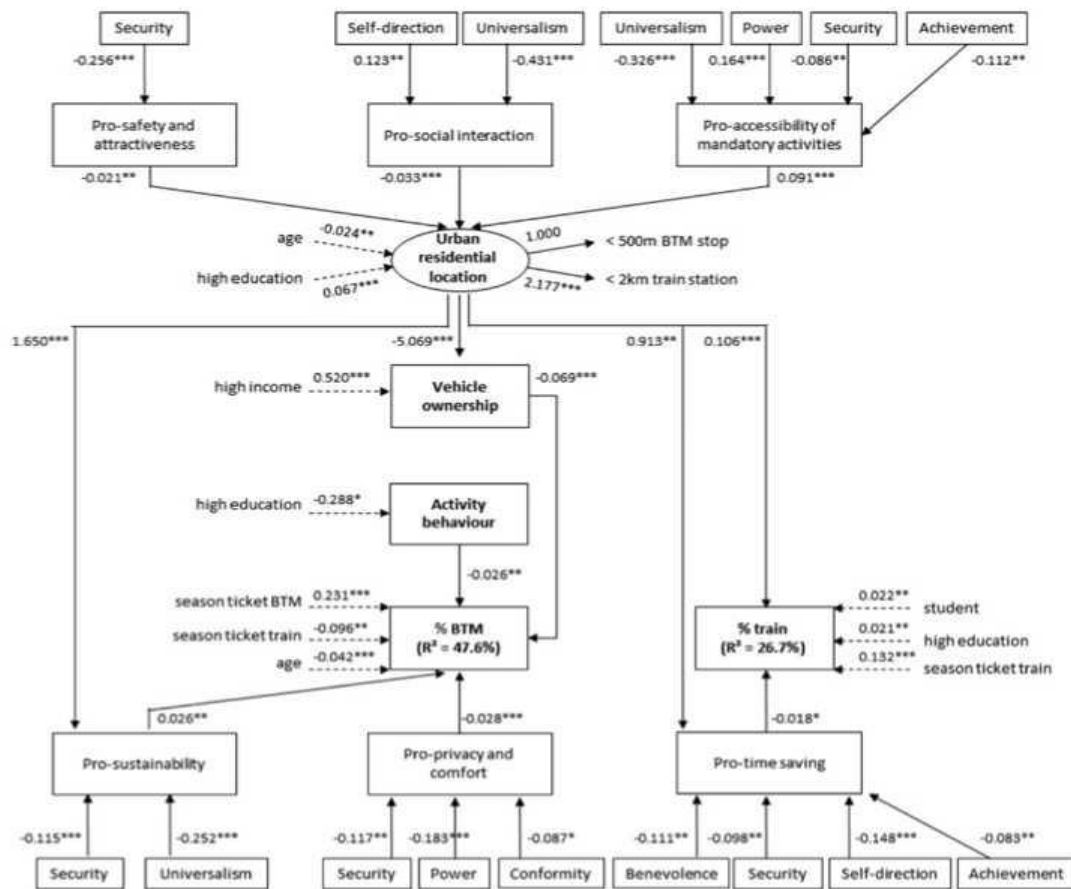 Security Self-direction Universalism Universalism Power Security Achievement
-0.256*** 0.123** -0.431*** -0.326*** 0.164*** -0.086** -0.112**
Pro-safety and
attractiveness
Pro-social interaction
Pro-accessibility of
mandatory activities
-0.021** -0.033*** 0.091***
age -0.024**
high education 0.067***
Urban
residential
location
1.000 < 500m BTM stop
2.177*** < 2km train station
1.650*** -5.069*** 0.913** 0.106***
high income 0.520***
Vehicle
ownership
-0.069***
high education -0.288*
Activity
behaviour
-0.026**
season ticket BTM 0.231***
season ticket train -0.096**
age -0.042***
% BTM
(R² = 47.6%)
% train
(R² = 26.7%)
0.022** student
0.021** high education
0.132*** season ticket train
0.026** -0.028*** -0.018*
Pro-sustainability
Pro-privacy and
comfort
Pro-time saving
-0.115*** -0.252*** -0.117** -0.183*** -0.087* -0.111** -0.098** -0.148*** -0.083**
Security Universalism Security Power Conformity Benevolence Security Self-direction Achievement